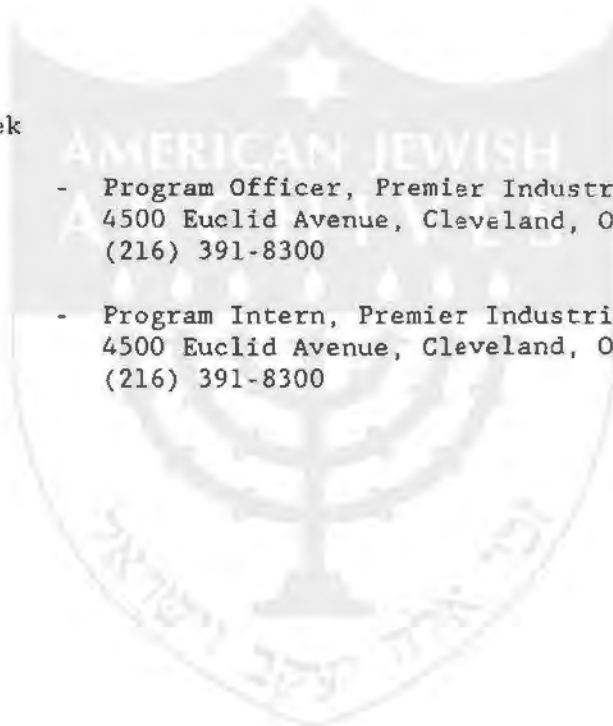 ek
AMERICAN JEWISH
- Program Officer, Premier Industr
4500 Euclid Avenue, Cleveland, O
(216) 391-8300
- Program Intern, Premier Industri
4500 Euclid Avenue, Cleveland, O
(216) 391-8300